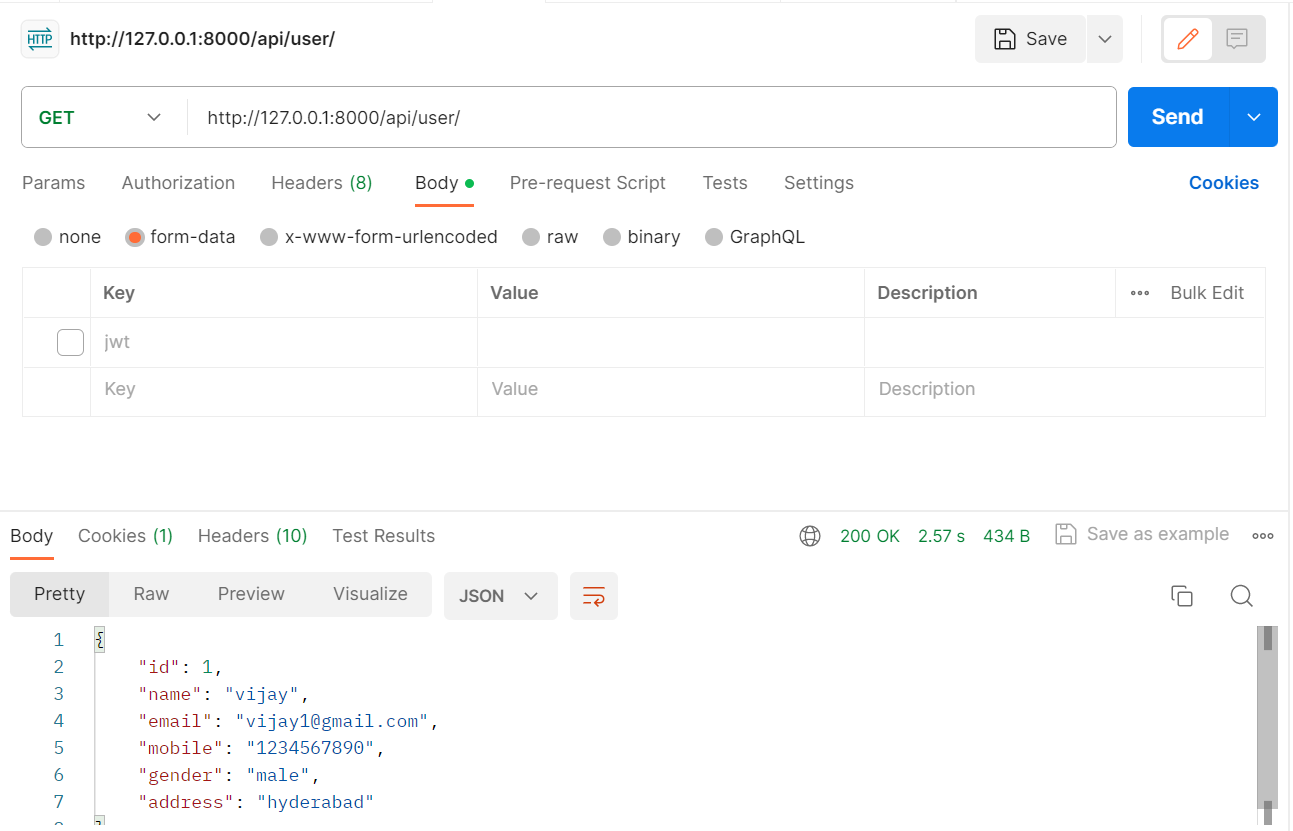 HTTP http://127.0.0.1:8000/api/user/ Save
GET http://127.0.0.1:8000/api/user/ Send
Params Authorization Headers (8) Body Pre-request Script Tests Settings Cookies
none form-data x-www-form-urlencoded raw binary GraphQL
Key Value Description Bulk Edit
jwt
Key Value Description
Body Cookies (1) Headers (10) Test Results 200 OK 2.57 s 434 B Save as example
Pretty Raw Preview Visualize JSON
1 {
2 "id": 1,
3 "name": "vijay",
4 "email": "vijay1@gmail.com",
5 "mobile": "1234567890",
6 "gender": "male",
7 "address": "hyderabad"